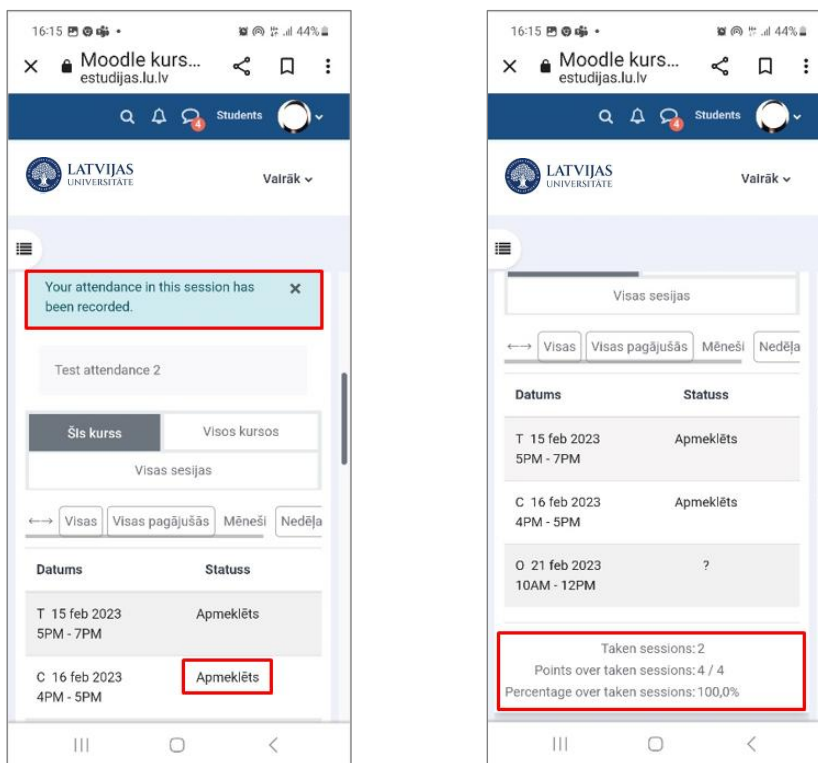 16:15
44%
Moodle kurs...
estudijas.lu.lv
4
Students
LATVIJAS
UNIVERSITĀTE
Vairāk
Your attendance in this session has
been recorded.
Test attendance 2
Šis kurss
Visos kursos
Visas sesijas
←→ Visas Visas pagājušās Mēneši Nedēļa
Datums Statuss
T 15 feb 2023 Apmeklēts
5PM - 7PM
C 16 feb 2023 Apmeklēts
4PM - 5PM
16:15
44%
Moodle kurs...
estudijas.lu.lv
4
Students
LATVIJAS
UNIVERSITĀTE
Vairāk
Visas sesijas
←→ Visas Visas pagājušās Mēneši Nedēļa
Datums Statuss
T 15 feb 2023 Apmeklēts
5PM - 7PM
C 16 feb 2023 Apmeklēts
4PM - 5PM
O 21 feb 2023 ?
10AM - 12PM
Taken sessions: 2
Points over taken sessions: 4 / 4
Percentage over taken sessions: 100,0%